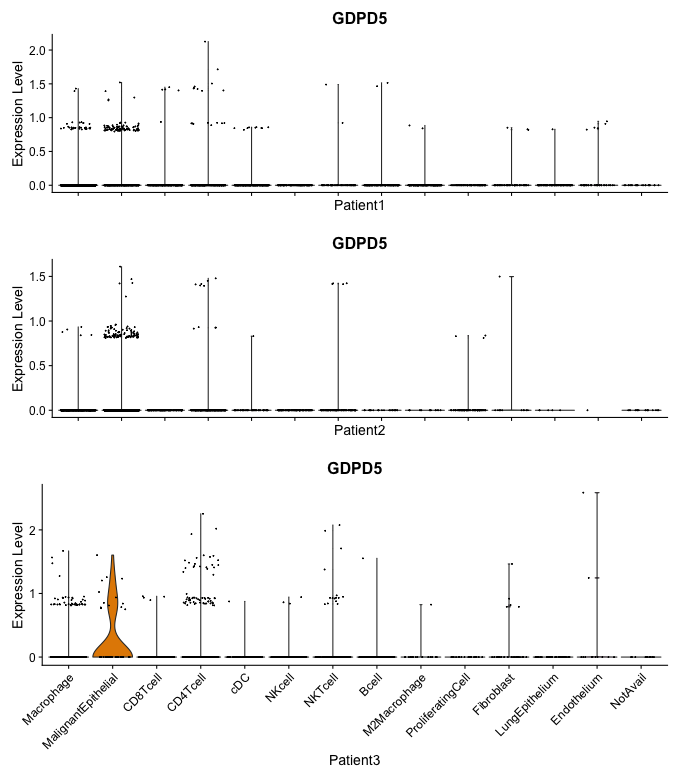 GDPD5
Expression Level
2.0
1.5
1.0
0.5
0.0
Patient1
GDPD5
Expression Level
1.5
1.0
0.5
0.0
Patient2
GDPD5
Expression Level
2
1
0
Macrophage
MalignantEpithelial
CD8Tcell
CD4Tcell
cDC
NKcell
NKTcell
Bcell
M2Macrophage
ProliferatingCell
Fibroblast
LungEpithelium
Endothelium
NotAvail
Patient3